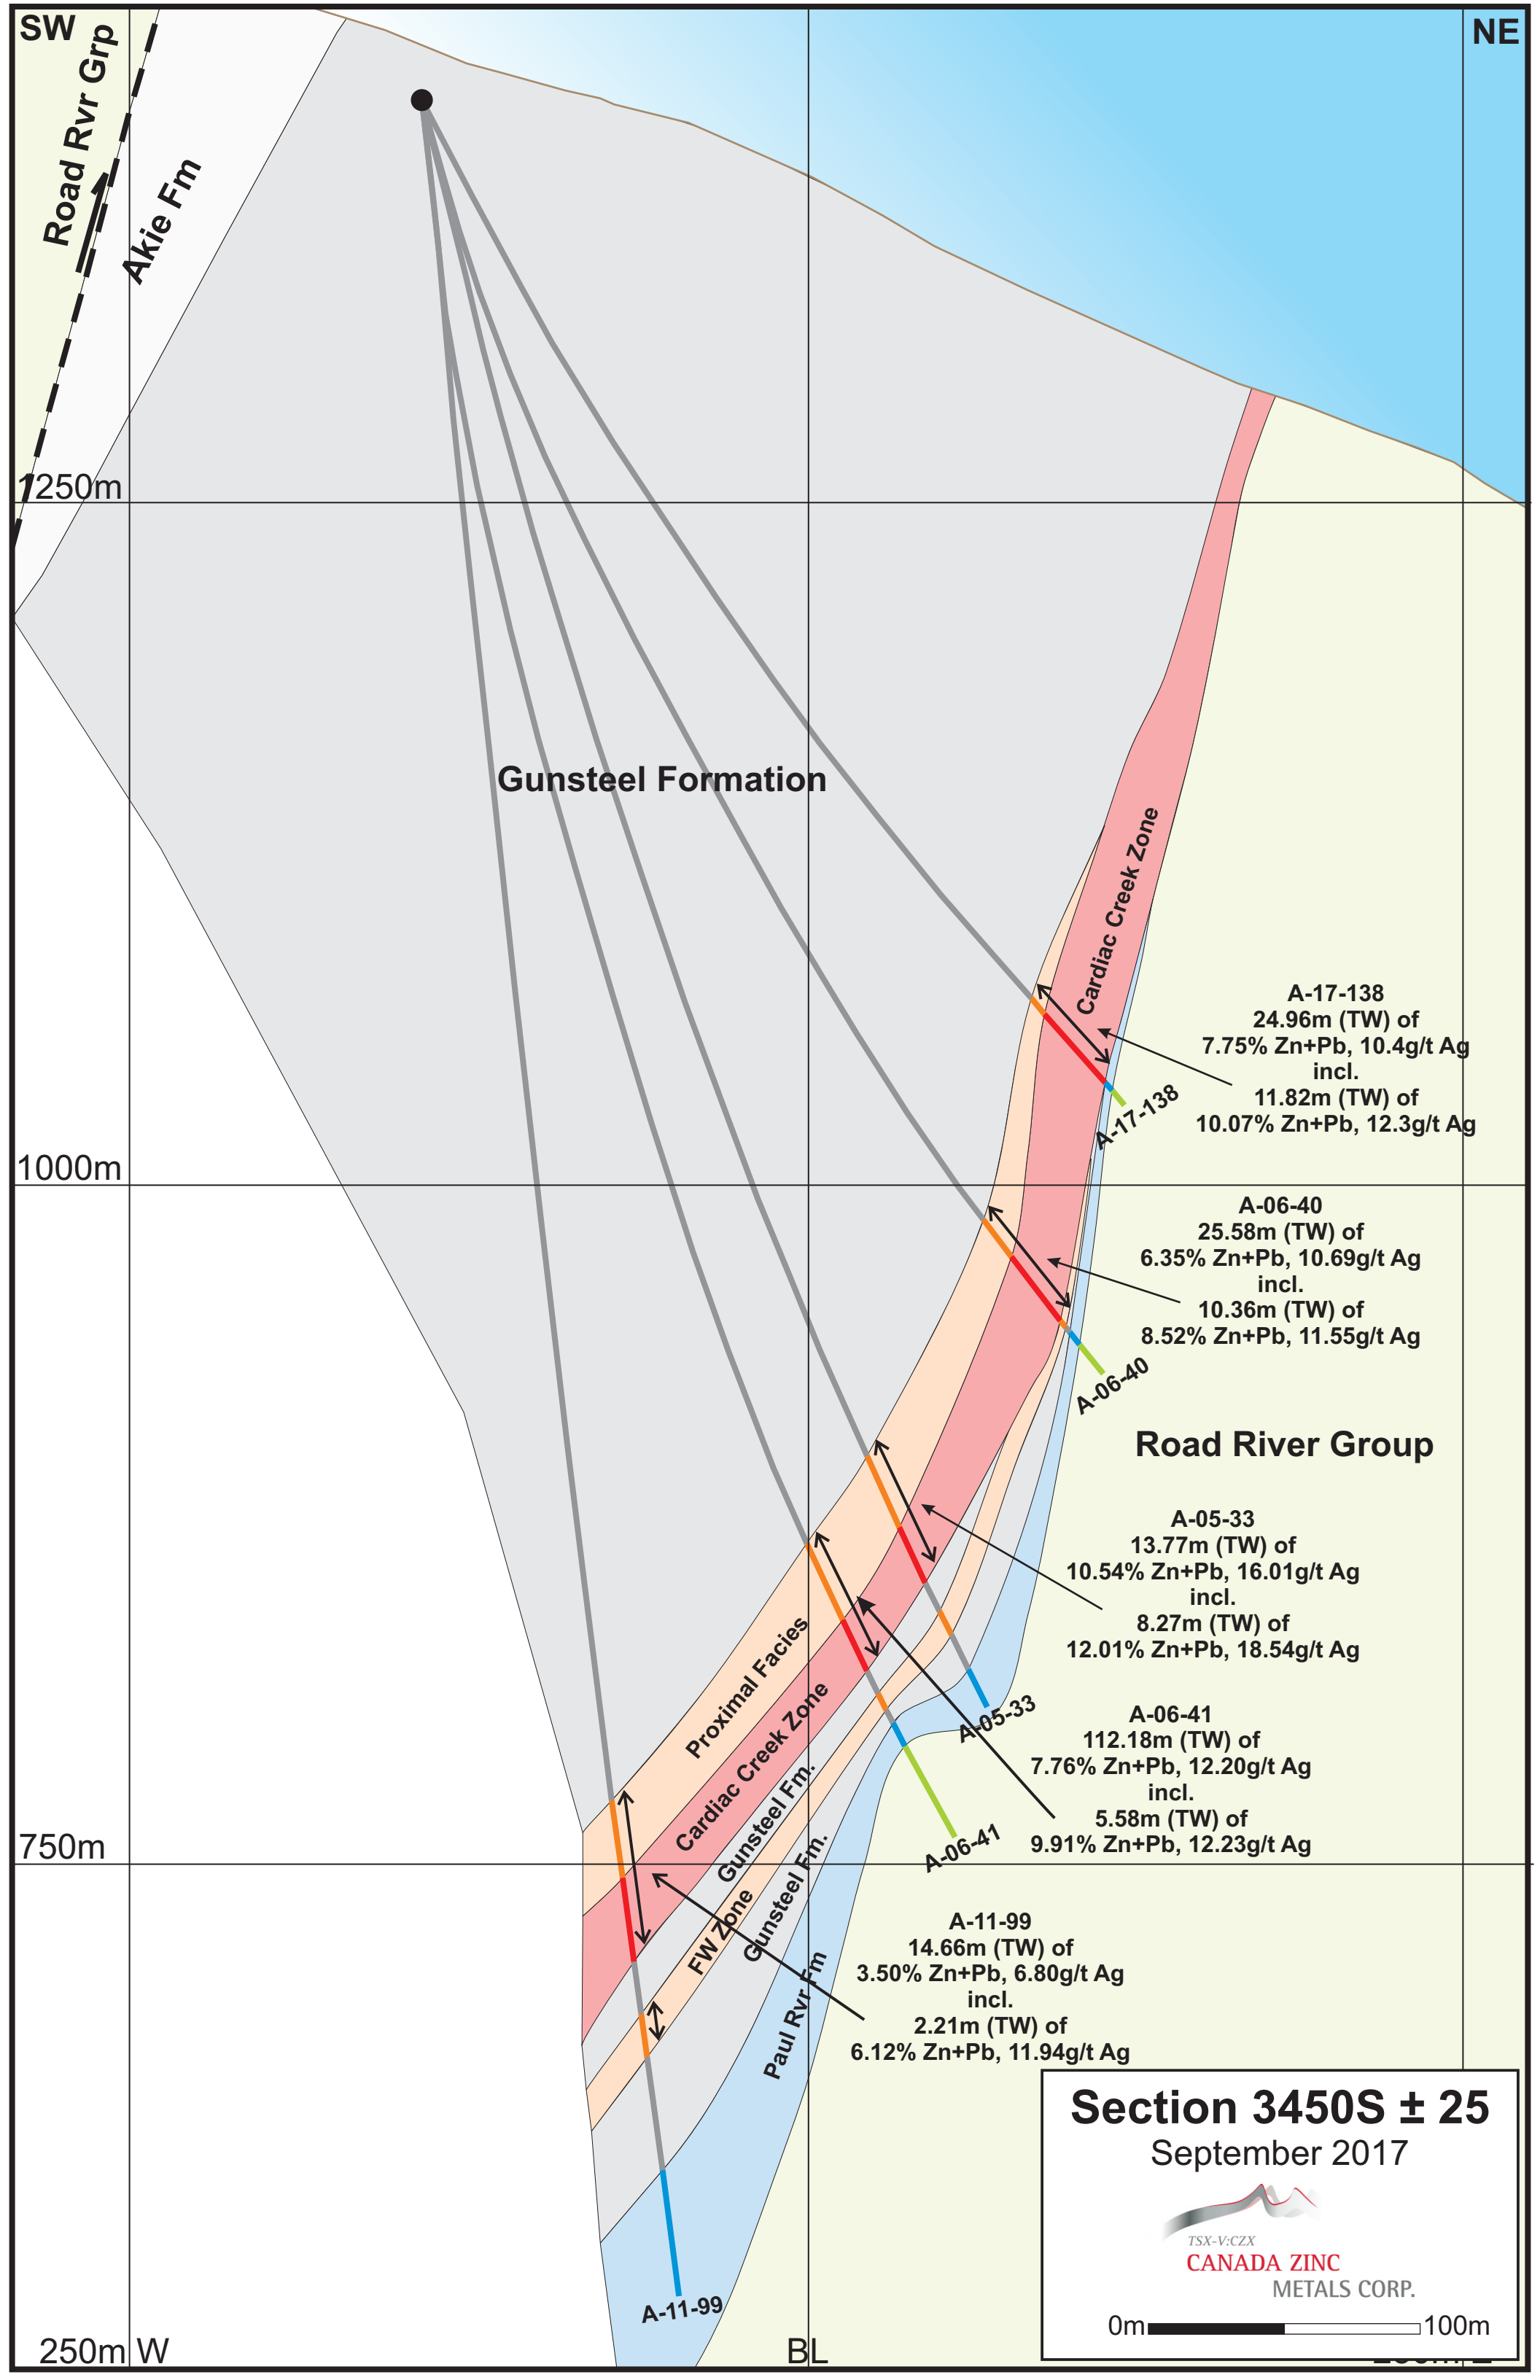 SW
NE
Road Rvr Grp
Akie Fm
1250m
Gunsteel Formation
Cardiac Creek Zone
A-17-138
24.96m (TW) of
7.75% Zn+Pb, 10.4g/t Ag
incl.
11.82m (TW) of
10.07% Zn+Pb, 12.3g/t Ag
A-17-138
1000m
A-06-40
25.58m (TW) of
6.35% Zn+Pb, 10.69g/t Ag
incl.
10.36m (TW) of
8.52% Zn+Pb, 11.55g/t Ag
A-06-40
Road River Group
A-05-33
13.77m (TW) of
10.54% Zn+Pb, 16.01g/t Ag
incl.
8.27m (TW) of
12.01% Zn+Pb, 18.54g/t Ag
A-05-33
Proximal Facies
Cardiac Creek Zone
Gunsteel Fm.
FW Zone
Gunsteel Fm.
Paul Rvr Fm
A-06-41
112.18m (TW) of
7.76% Zn+Pb, 12.20g/t Ag
incl.
5.58m (TW) of
9.91% Zn+Pb, 12.23g/t Ag
A-06-41
750m
A-11-99
14.66m (TW) of
3.50% Zn+Pb, 6.80g/t Ag
incl.
2.21m (TW) of
6.12% Zn+Pb, 11.94g/t Ag
A-11-99
Section 3450S ± 25
September 2017
TSX-V:CZX
CANADA ZINC
METALS CORP.
0m 100m
250m W
BL